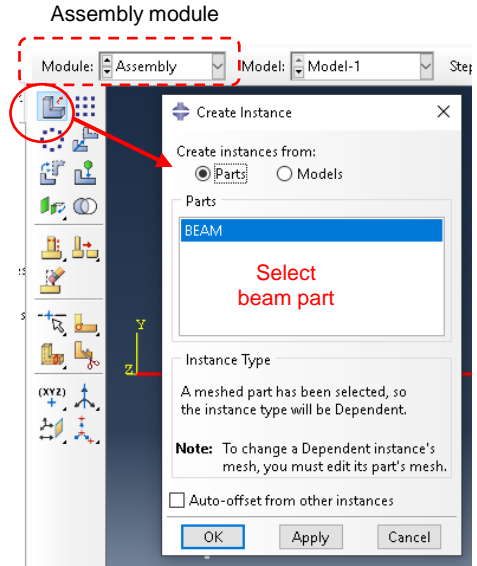 Assembly module
Module: Assembly Model: Model-1 Step
Create Instance
Create instances from:
Parts Models
Parts
BEAM
Select
beam part
Instance Type
A meshed part has been selected, so
the instance type will be Dependent.
Note: To change a Dependent instance's
mesh, you must edit its part's mesh.
Auto-offset from other instances
OK Apply Cancel
Y
Z
(XYZ)